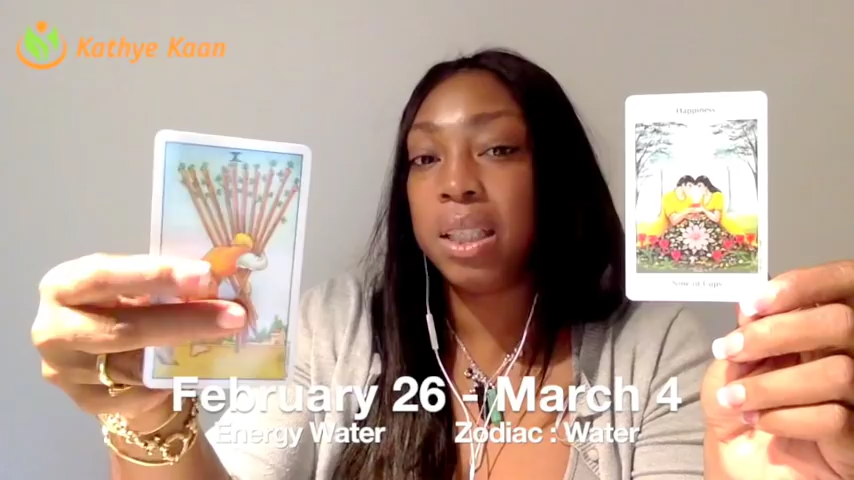 Kathye Kaan
X
Happiness
Nine of Cups
February 26 - March 4
Energy Water Zodiac : Water